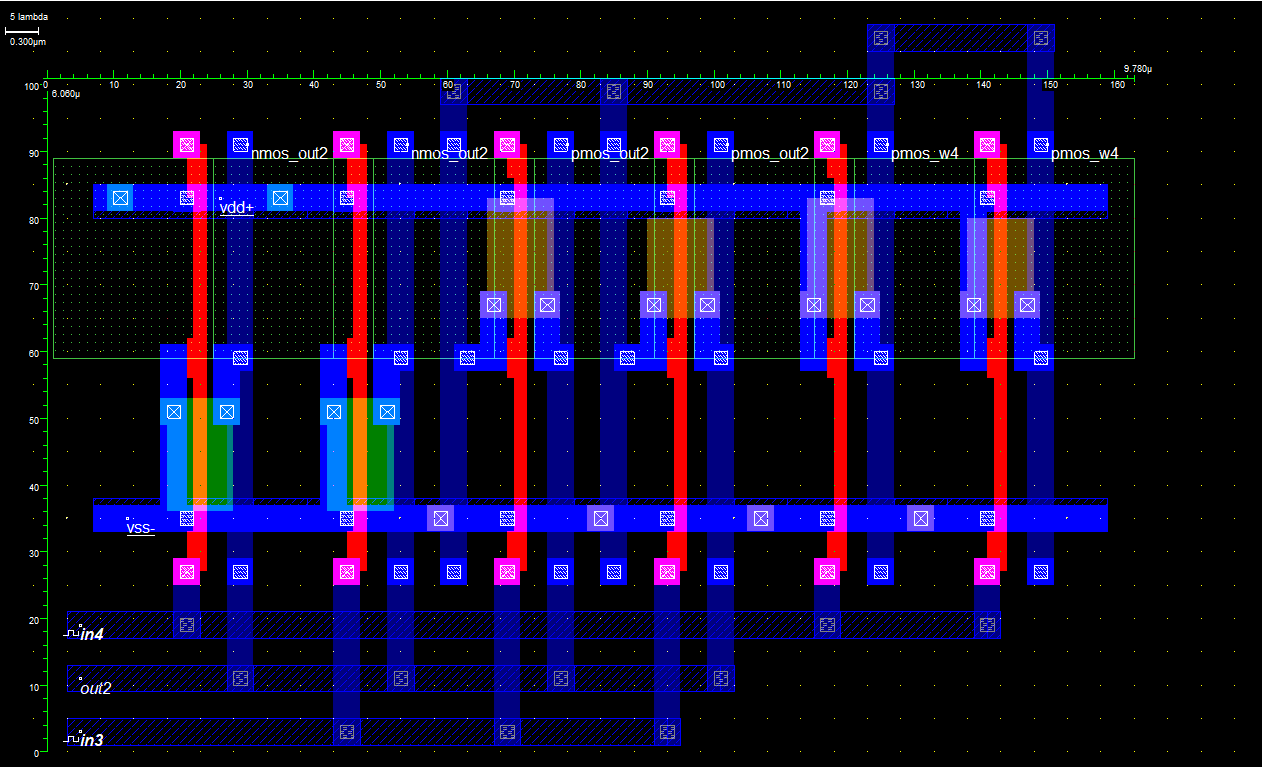 5 lambda
0.300µm
9.780µ
100 0 10 20 30 40 50 60 70 80 90 100 110 120 130 140 150 160
6.060µ
90
nmos_out2 nmos_out2 pmos_out2 pmos_out2 pmos_w4 pmos_w4
80
vdd+
70
60
50
40
vss-
30
20
in4
10
out2
in3
0